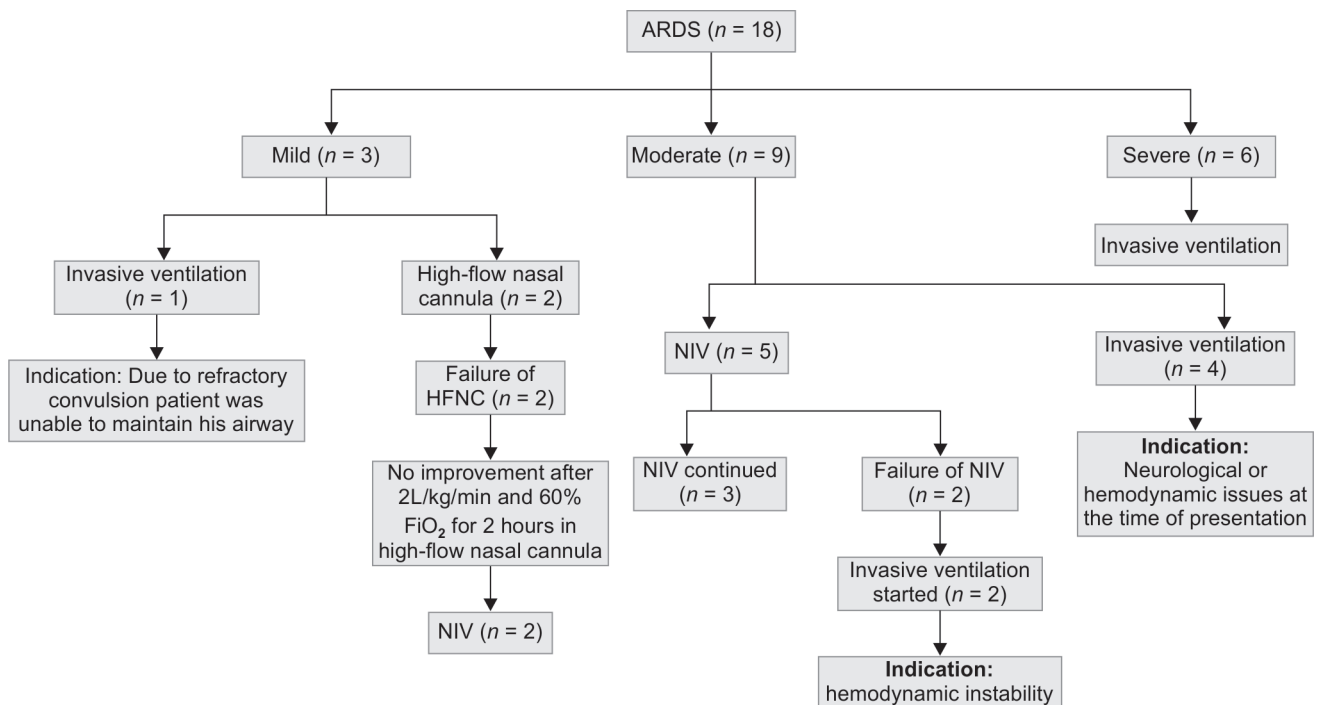 ARDS (n = 18)
Mild (n = 3)
Moderate (n = 9)
Severe (n = 6)
Invasive ventilation
Invasive ventilation
(n = 1)
High-flow nasal
cannula (n = 2)
Indication: Due to refractory
convulsion patient was
unable to maintain his airway
Failure of
HFNC (n = 2)
No improvement after
2L/kg/min and 60%
FiO₂ for 2 hours in
high-flow nasal cannula
NIV (n = 2)
NIV (n = 5)
Invasive ventilation
(n = 4)
NIV continued
(n = 3)
Failure of NIV
(n = 2)
Indication:
Neurological or
hemodynamic issues at
the time of presentation
Invasive ventilation
started (n = 2)
Indication:
hemodynamic instability